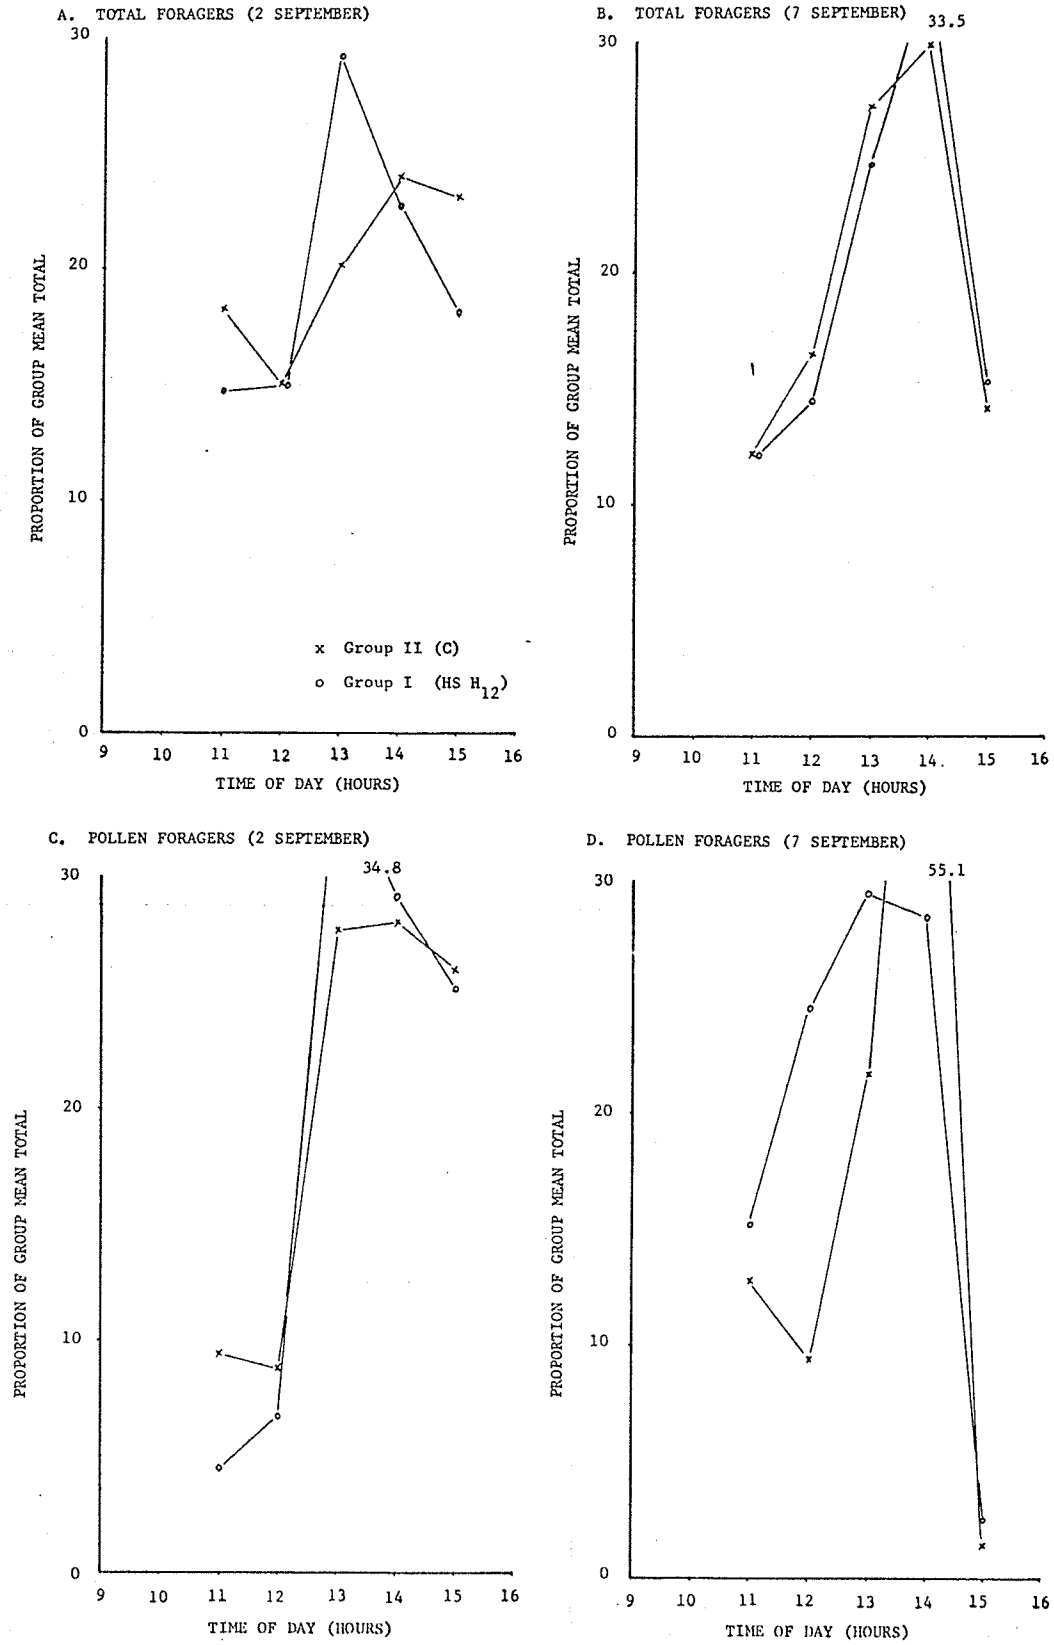 A. TOTAL FORAGERS (2 SEPTEMBER)
30
20
10
0
PROPORTION OF GROUP MEAN TOTAL
x Group II (C)
o Group I (HS H12)
9 10 11 12 13 14 15 16
TIME OF DAY (HOURS)
B. TOTAL FORAGERS (7 SEPTEMBER)
33.5
30
20
10
0
PROPORTION OF GROUP MEAN TOTAL
9 10 11 12 13 14. 15 16
TIME OF DAY (HOURS)
C. POLLEN FORAGERS (2 SEPTEMBER)
34.8
30
20
10
0
PROPORTION OF GROUP MEAN TOTAL
9 10 11 12 13 14 15 16
TIME OF DAY (HOURS)
D. POLLEN FORAGERS (7 SEPTEMBER)
55.1
30
20
10
0
PROPORTION OF GROUP MEAN TOTAL
9 10 11 12 13 14 15 16
TIME OF DAY (HOURS)